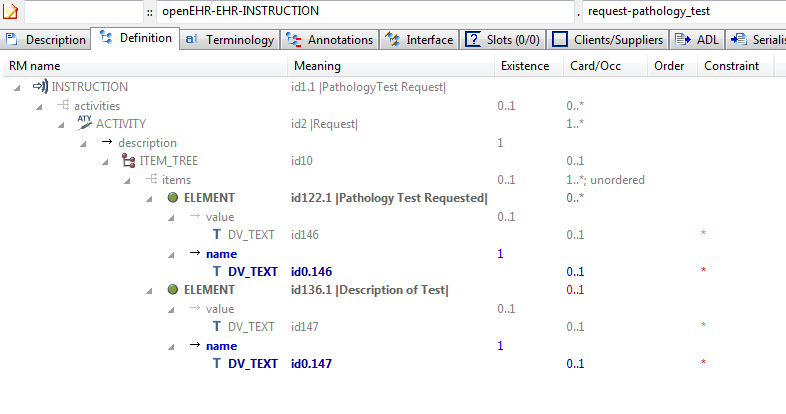 :: openEHR-EHR-INSTRUCTION . request-pathology_test
Description Definition at Terminology Annotations Interface ? Slots (0/0) Clients/Suppliers ADL Serialis
RM name Meaning Existence Card/Occ Order Constraint
INSTRUCTION id1.1 |PathologyTest Request|
activities 0..1 0..*
ATY ACTIVITY id2 |Request| 1..*
description 1
ITEM_TREE id10 0..1
items 0..1 1..*; unordered
ELEMENT id122.1 |Pathology Test Requested| 0..*
value 0..1
T DV_TEXT id146 0..1 *
name 1
T DV_TEXT id0.146 0..1 *
ELEMENT id136.1 |Description of Test| 0..1
value 0..1
T DV_TEXT id147 0..1 *
name 1
T DV_TEXT id0.147 0..1 *